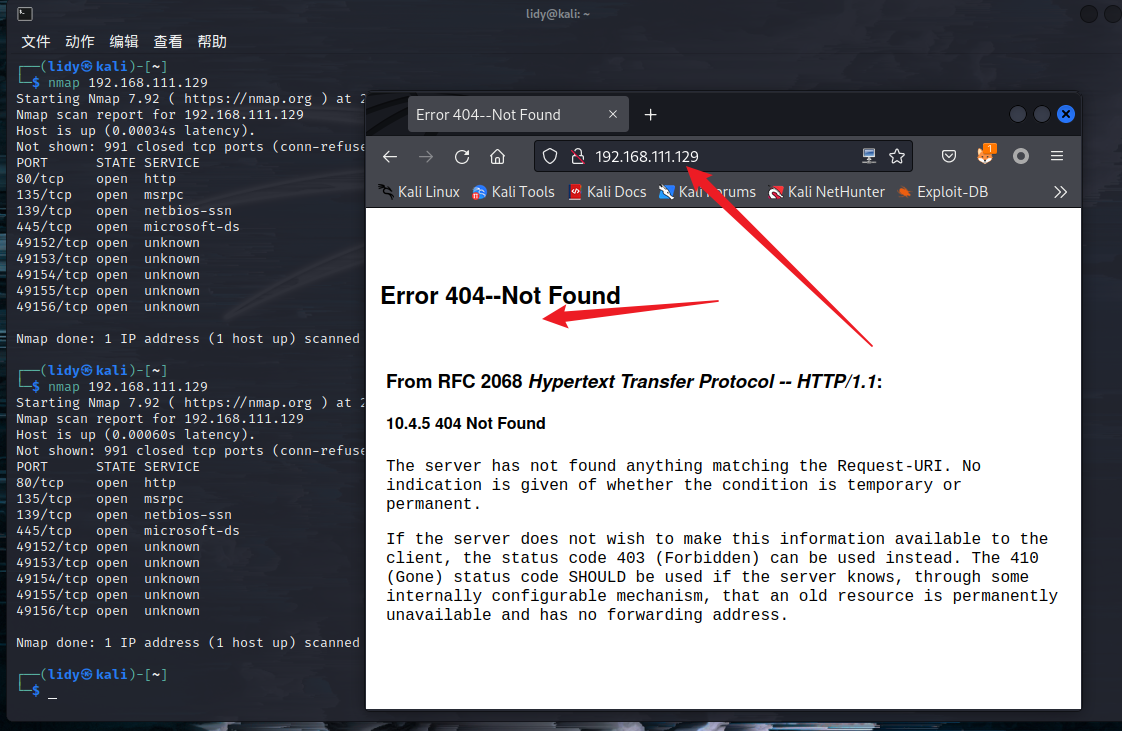 lidy@kali: ~
文件 动作 编辑 查看 帮助
┌──(lidy㉿kali)-[~]
└─$ nmap 192.168.111.129
Starting Nmap 7.92 ( https://nmap.org ) at 2
Nmap scan report for 192.168.111.129
Host is up (0.00034s latency).
Not shown: 991 closed tcp ports (conn-refuse
PORT STATE SERVICE
80/tcp open http
135/tcp open msrpc
139/tcp open netbios-ssn
445/tcp open microsoft-ds
49152/tcp open unknown
49153/tcp open unknown
49154/tcp open unknown
49155/tcp open unknown
49156/tcp open unknown
Nmap done: 1 IP address (1 host up) scanned
┌──(lidy㉿kali)-[~]
└─$ nmap 192.168.111.129
Starting Nmap 7.92 ( https://nmap.org ) at 2
Nmap scan report for 192.168.111.129
Host is up (0.00060s latency).
Not shown: 991 closed tcp ports (conn-refuse
PORT STATE SERVICE
80/tcp open http
135/tcp open msrpc
139/tcp open netbios-ssn
445/tcp open microsoft-ds
49152/tcp open unknown
49153/tcp open unknown
49154/tcp open unknown
49155/tcp open unknown
49156/tcp open unknown
Nmap done: 1 IP address (1 host up) scanned
┌──(lidy㉿kali)-[~]
└─$ _
Error 404--Not Found
192.168.111.129
1
Kali Linux Kali Tools Kali Docs Kali Forums Kali NetHunter Exploit-DB
Error 404--Not Found
From RFC 2068 Hypertext Transfer Protocol -- HTTP/1.1:
10.4.5 404 Not Found
The server has not found anything matching the Request-URI. No
indication is given of whether the condition is temporary or
permanent.
If the server does not wish to make this information available to the
client, the status code 403 (Forbidden) can be used instead. The 410
(Gone) status code SHOULD be used if the server knows, through some
internally configurable mechanism, that an old resource is permanently
unavailable and has no forwarding address.